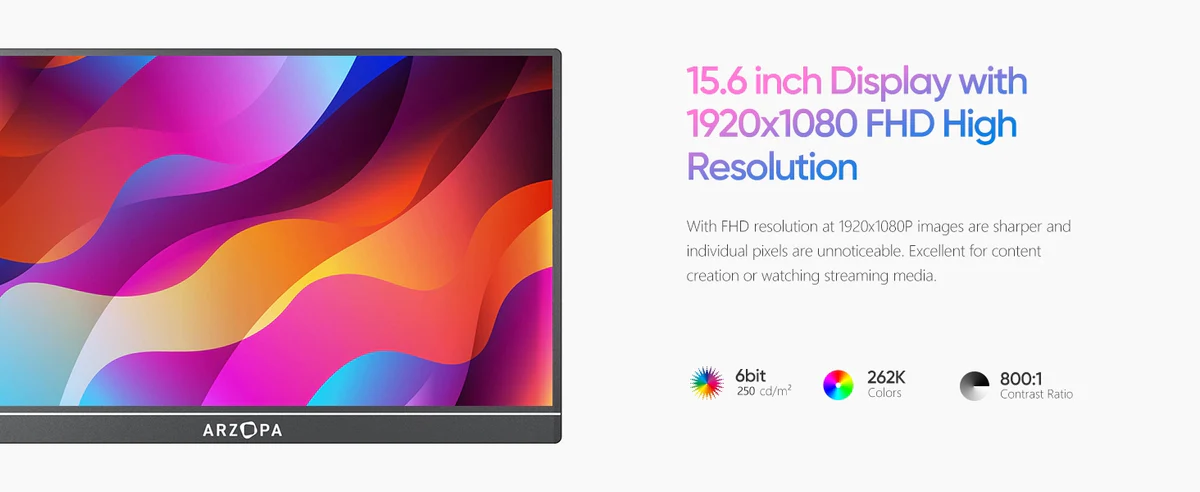 15.6 inch Display with
1920x1080 FHD High
Resolution
With FHD resolution at 1920x1080P images are sharper and
individual pixels are unnoticeable. Excellent for content
creation or watching streaming media.
6bit
250 cd/m²
262K
Colors
800:1
Contrast Ratio
ARZOPA